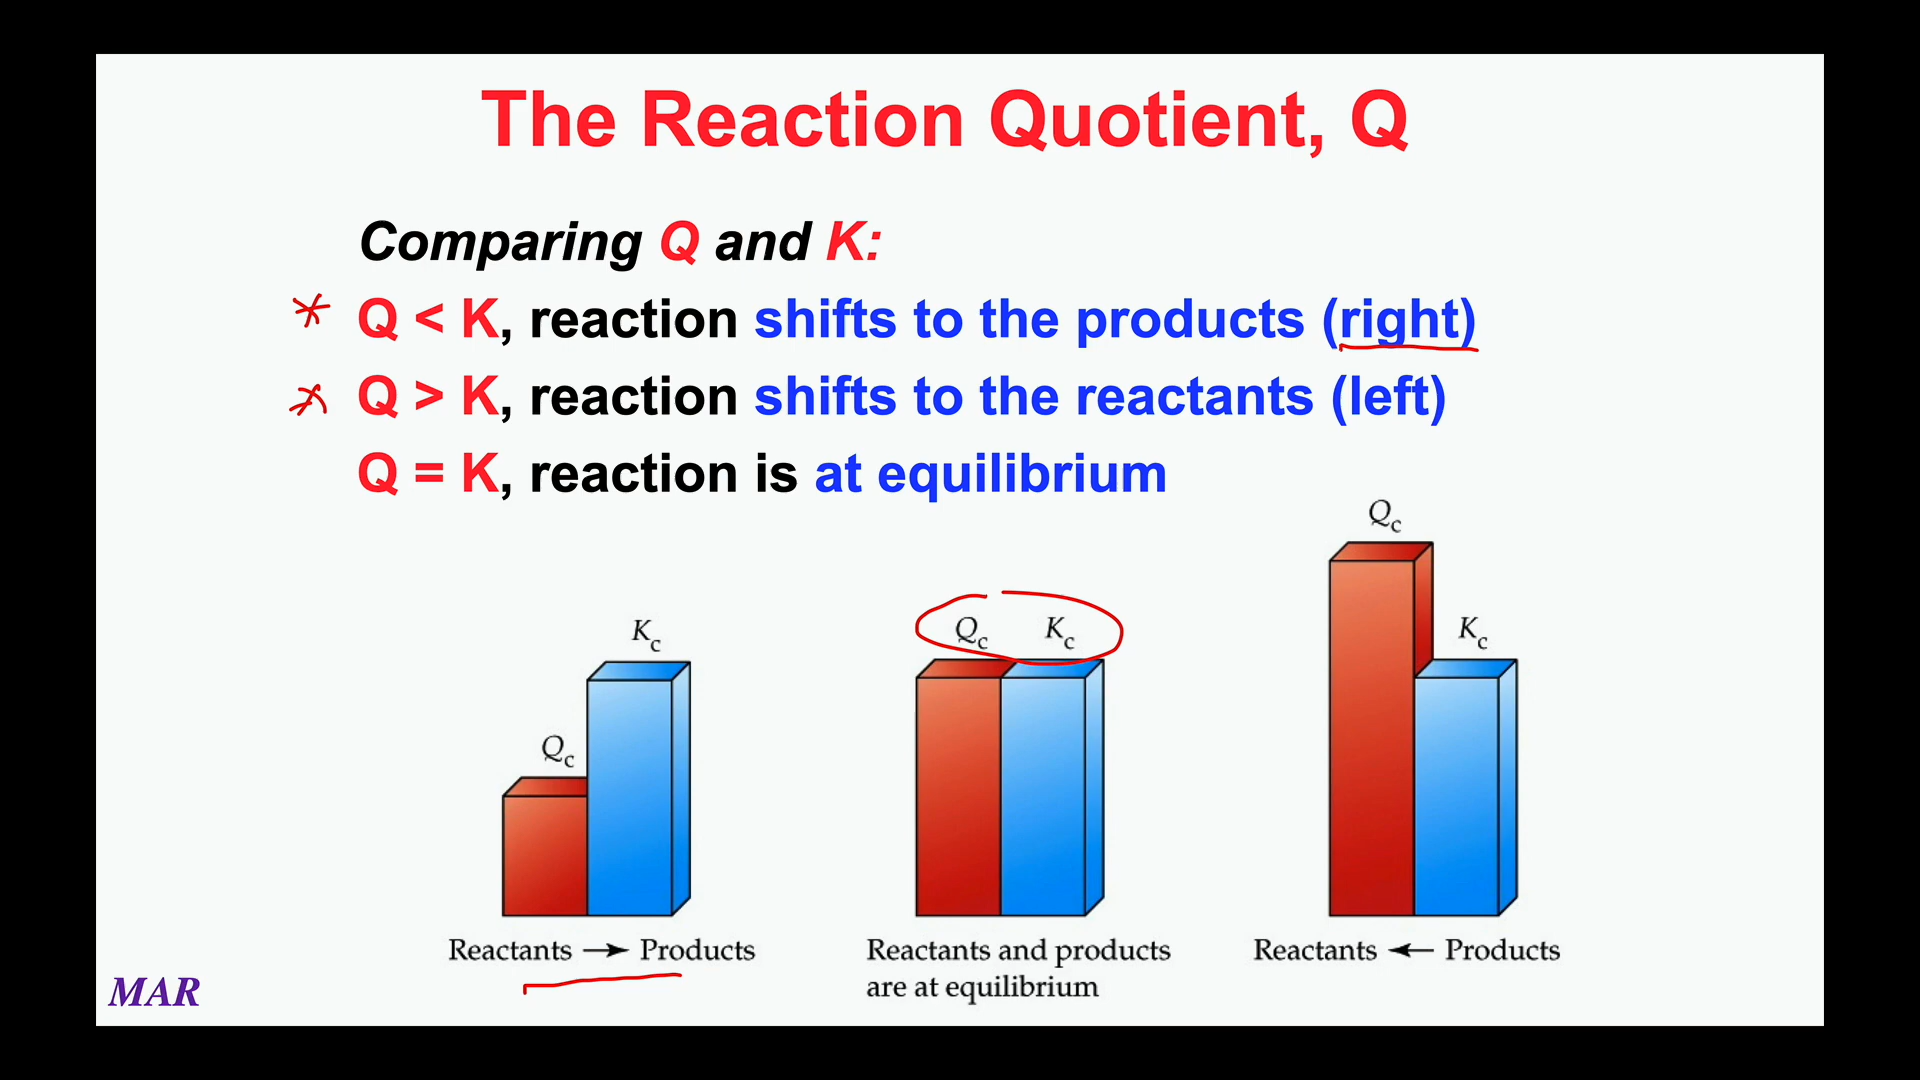 The Reaction Quotient, Q
Comparing Q and K:
* Q < K, reaction shifts to the products (right)
* Q > K, reaction shifts to the reactants (left)
Q = K, reaction is at equilibrium
Qc Kc
Reactants → Products
Qc Kc
Reactants and products
are at equilibrium
Qc Kc
Reactants ← Products
MAR